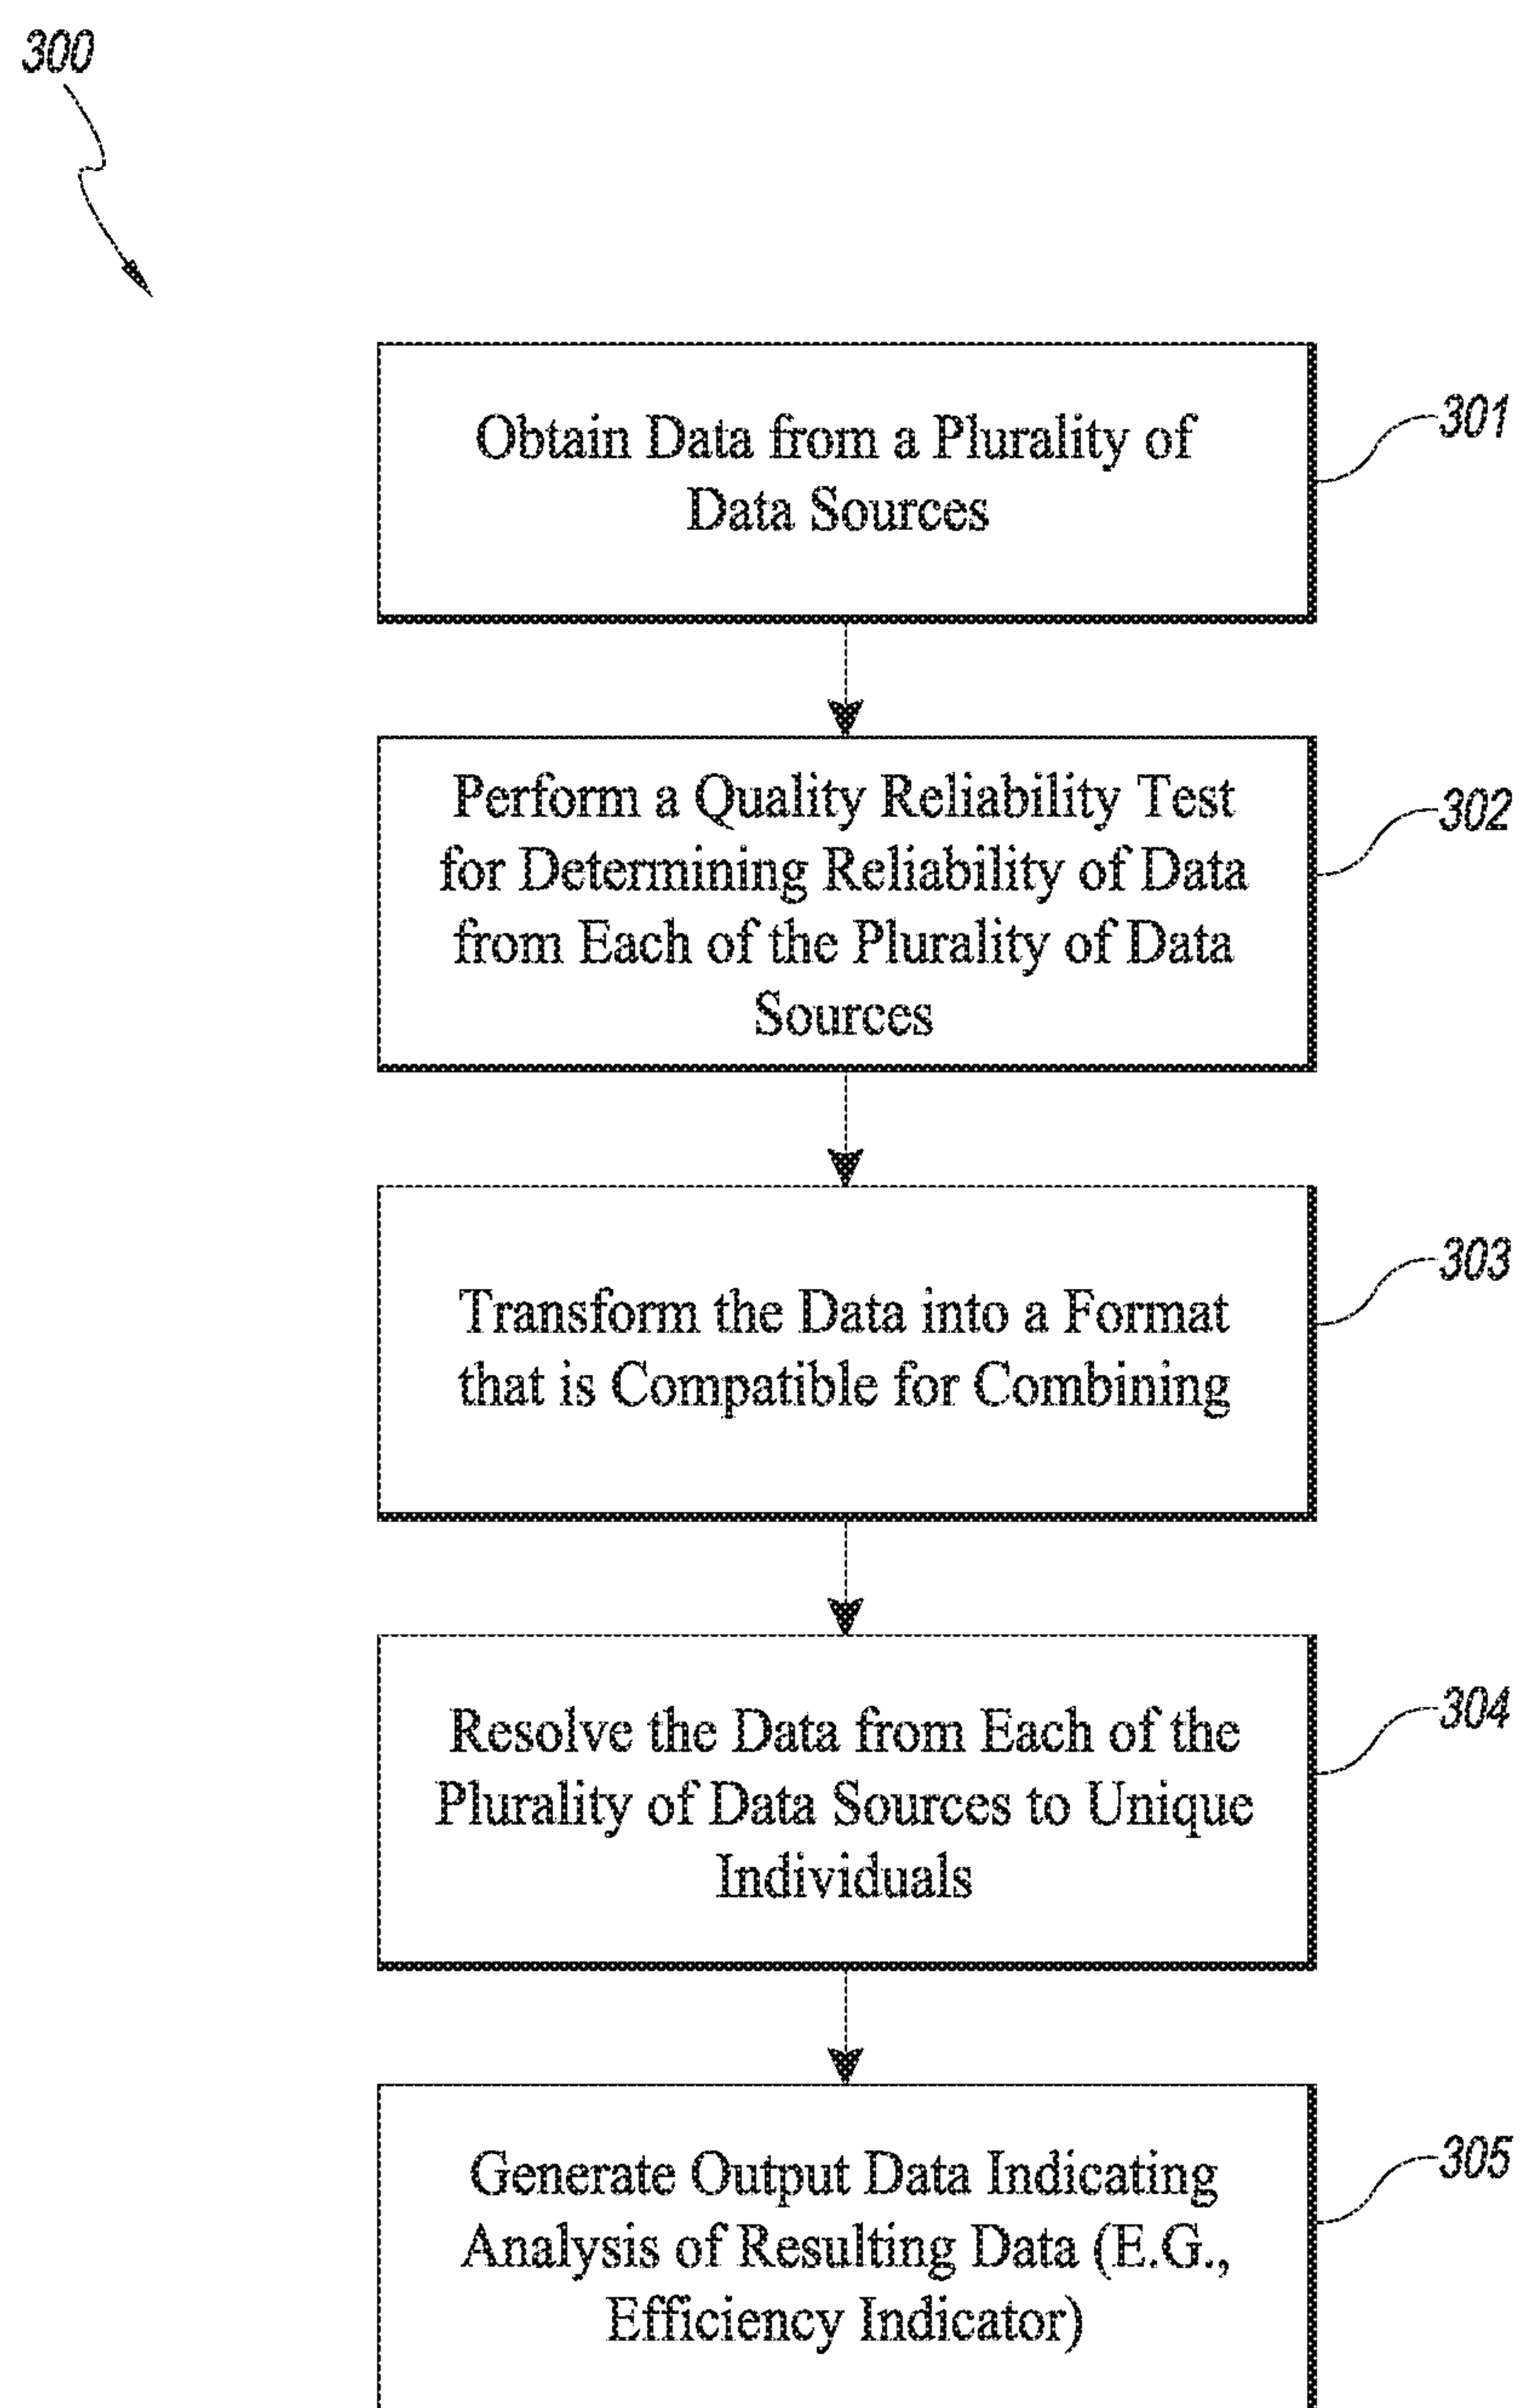 300
Obtain Data from a Plurality of
Data Sources
301
Perform a Quality Reliability Test
for Determining Reliability of Data
from Each of the Plurality of Data
Sources
302
Transform the Data into a Format
that is Compatible for Combining
303
Resolve the Data from Each of the
Plurality of Data Sources to Unique
Individuals
304
Generate Output Data Indicating
Analysis of Resulting Data (E.G.,
Efficiency Indicator)
305